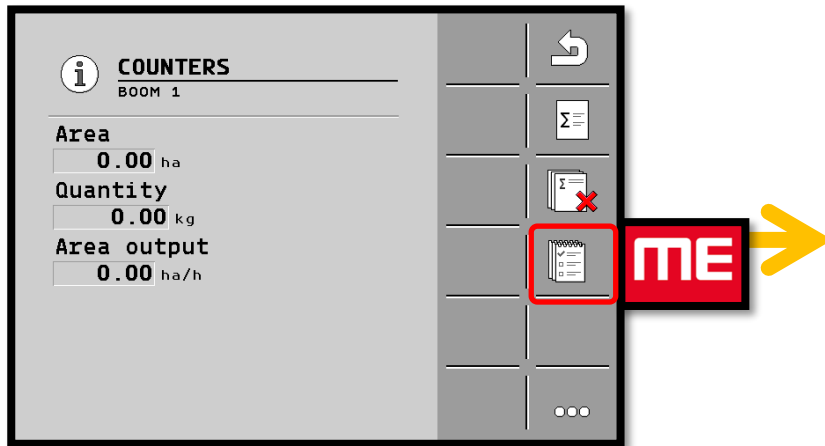 i COUNTERS
BOOM 1
Area
0.00 ha
Quantity
0.00 kg
Area output
0.00 ha/h
Σ
Σ
ME